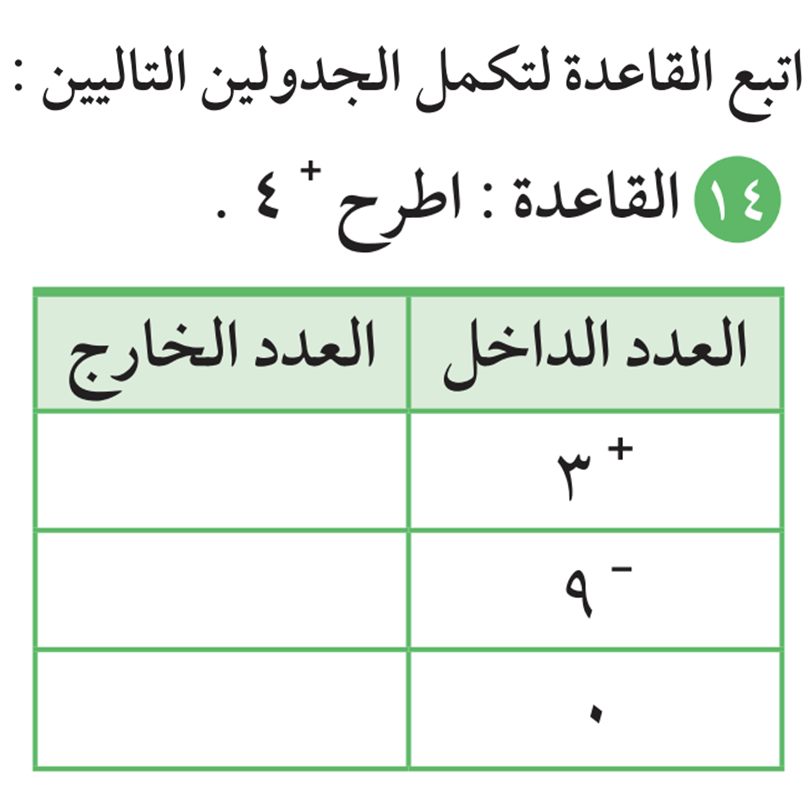 اتبع القاعدة لتكمل الجدولين التاليين :
١٤ القاعدة : اطرح +٤ .
العدد الداخل العدد الخارج
+٣
−٩
٠